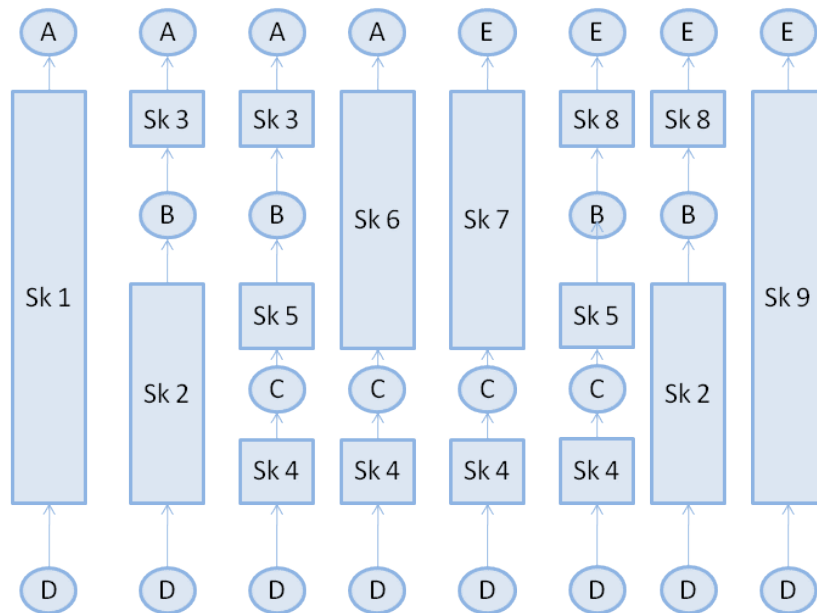 A A A A E E E E
Sk 3 Sk 3 Sk 8 Sk 8
B B B B
Sk 6 Sk 7
Sk 1 Sk 9
Sk 5 Sk 5
Sk 2 Sk 2
C C C C
Sk 4 Sk 4 Sk 4 Sk 4
D D D D D D D D